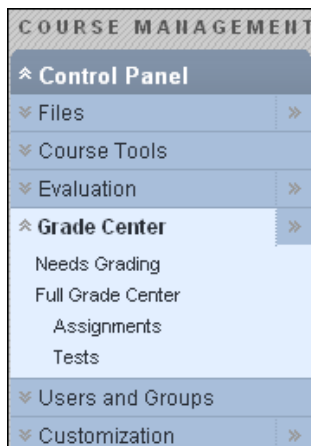 COURSE MANAGEMENT
Control Panel
Files
Course Tools
Evaluation
Grade Center
Needs Grading
Full Grade Center
Assignments
Tests
Users and Groups
Customization